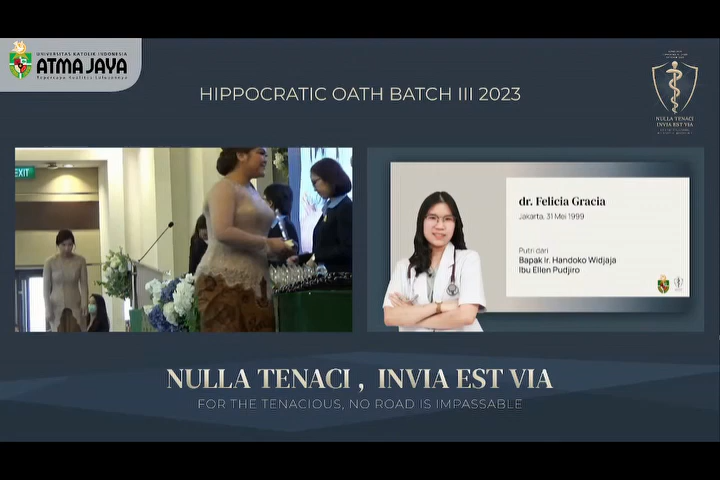 UNIVERSITAS KATOLIK INDONESIA
ATMA JAYA
HIPPOCRATIC OATH BATCH III 2023
NULLA TENACI
INVIA EST VIA
EXIT
dr. Felicia Gracia
Jakarta, 31 Mei 1999
Putri dari
Bapak Ir. Handoko Widjaja
Ibu Ellen Pudjiro
NULLA TENACI , INVIA EST VIA
FOR THE TENACIOUS, NO ROAD IS IMPASSABLE